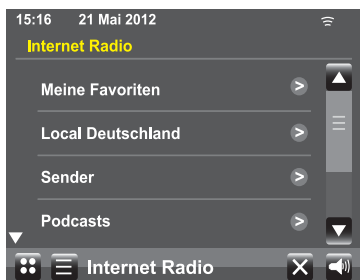 15:16 21 Mai 2012
Internet Radio
Meine Favoriten
Local Deutschland
Sender
Podcasts
Internet Radio